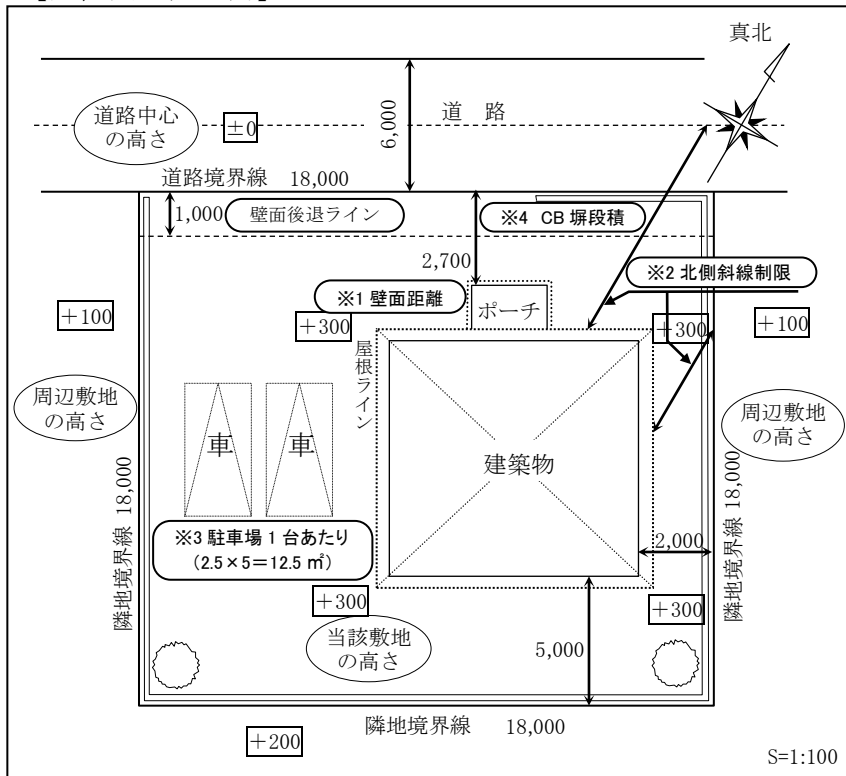 真北
道路中心
の高さ
±0
6,000
道 路
道路境界線 18,000
1,000
壁面後退ライン
※4 CB 塀段積
2,700
※2 北側斜線制限
※1 壁面距離
ポーチ
+100
+300
+300
+100
屋根ライン
周辺敷地
の高さ
車
車
建築物
周辺敷地
の高さ
隣地境界線 18,000
※3 駐車場 1 台あたり
(2.5×5=12.5 ㎡)
2,000
隣地境界線 18,000
+300
+300
当該敷地
の高さ
5,000
隣地境界線 18,000
+200
S=1:100